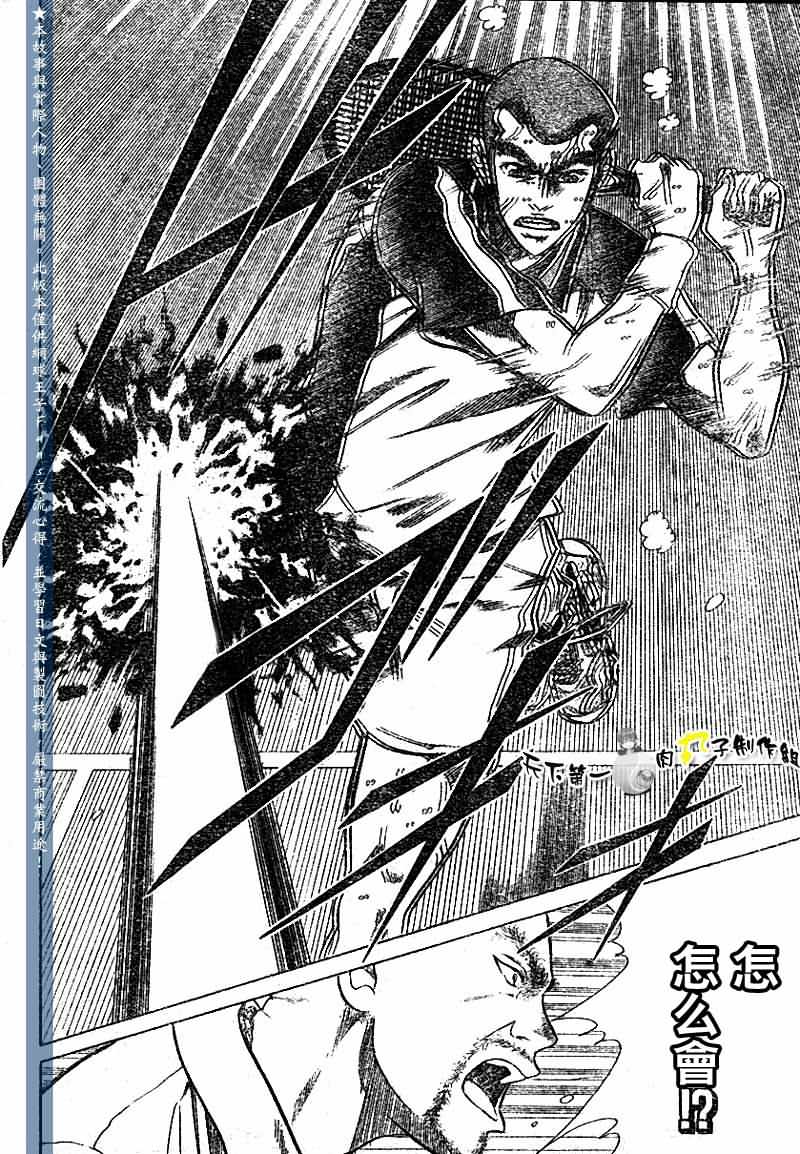 怎
怎么會!?
天下第一
肉丸子制作組
★本故事與實際人物、團體無關。此版本僅供網球王子Fans交流心得,並學習日文與製圖技術,嚴禁商業用途!